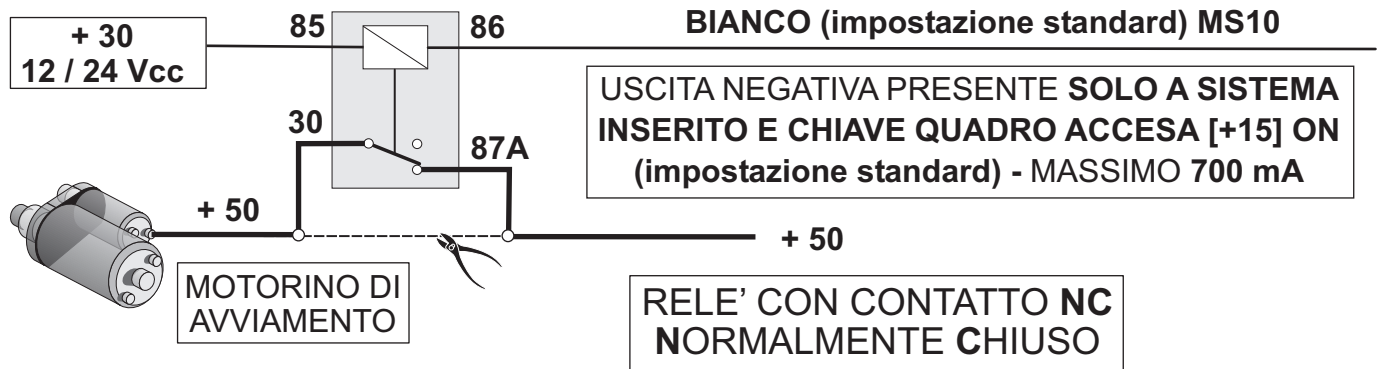 + 30
12 / 24 Vcc
85
86
BIANCO (impostazione standard) MS10
USCITA NEGATIVA PRESENTE SOLO A SISTEMA
INSERITO E CHIAVE QUADRO ACCESA [+15] ON
(impostazione standard) - MASSIMO 700 mA
30
87A
+ 50
+ 50
MOTORINO DI
AVVIAMENTO
RELE’ CON CONTATTO NC
NORMALMENTE CHIUSO